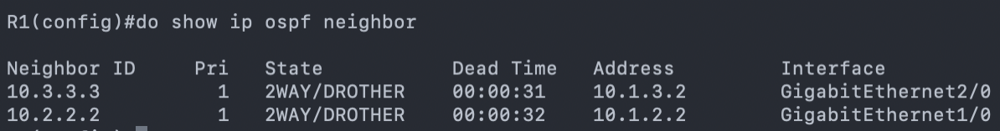 R1(config)#do show ip ospf neighbor
Neighbor ID     Pri   State           Dead Time   Address         Interface
10.3.3.3          1   2WAY/DROTHER    00:00:31    10.1.3.2        GigabitEthernet2/0
10.2.2.2          1   2WAY/DROTHER    00:00:32    10.1.2.2        GigabitEthernet1/0